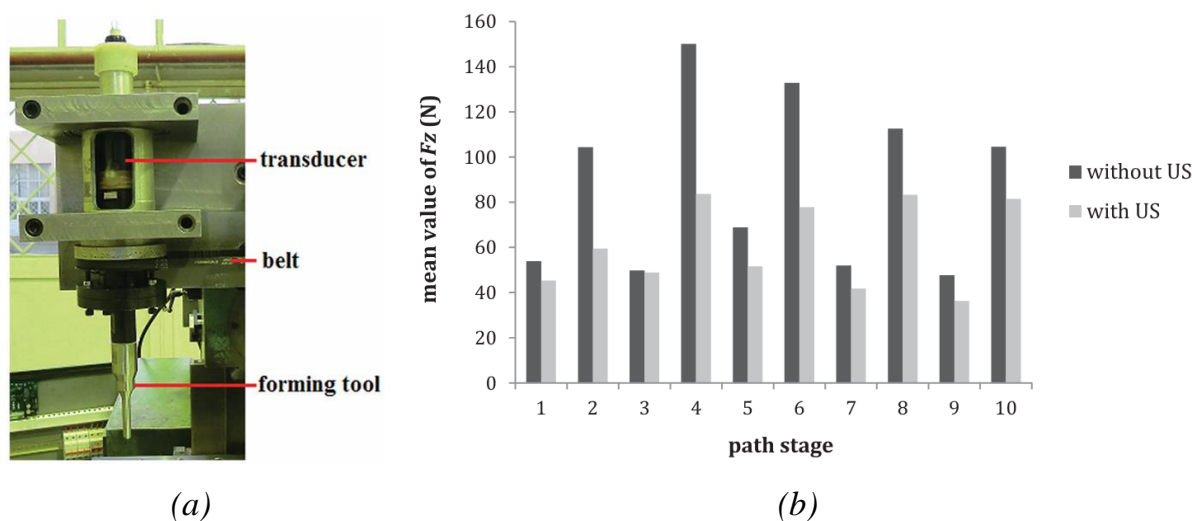 transducer
belt
forming tool
(a)
mean value of Fz (N)
160
140
120
100
80
60
40
20
0
1 2 3 4 5 6 7 8 9 10
path stage
without US
with US
(b)